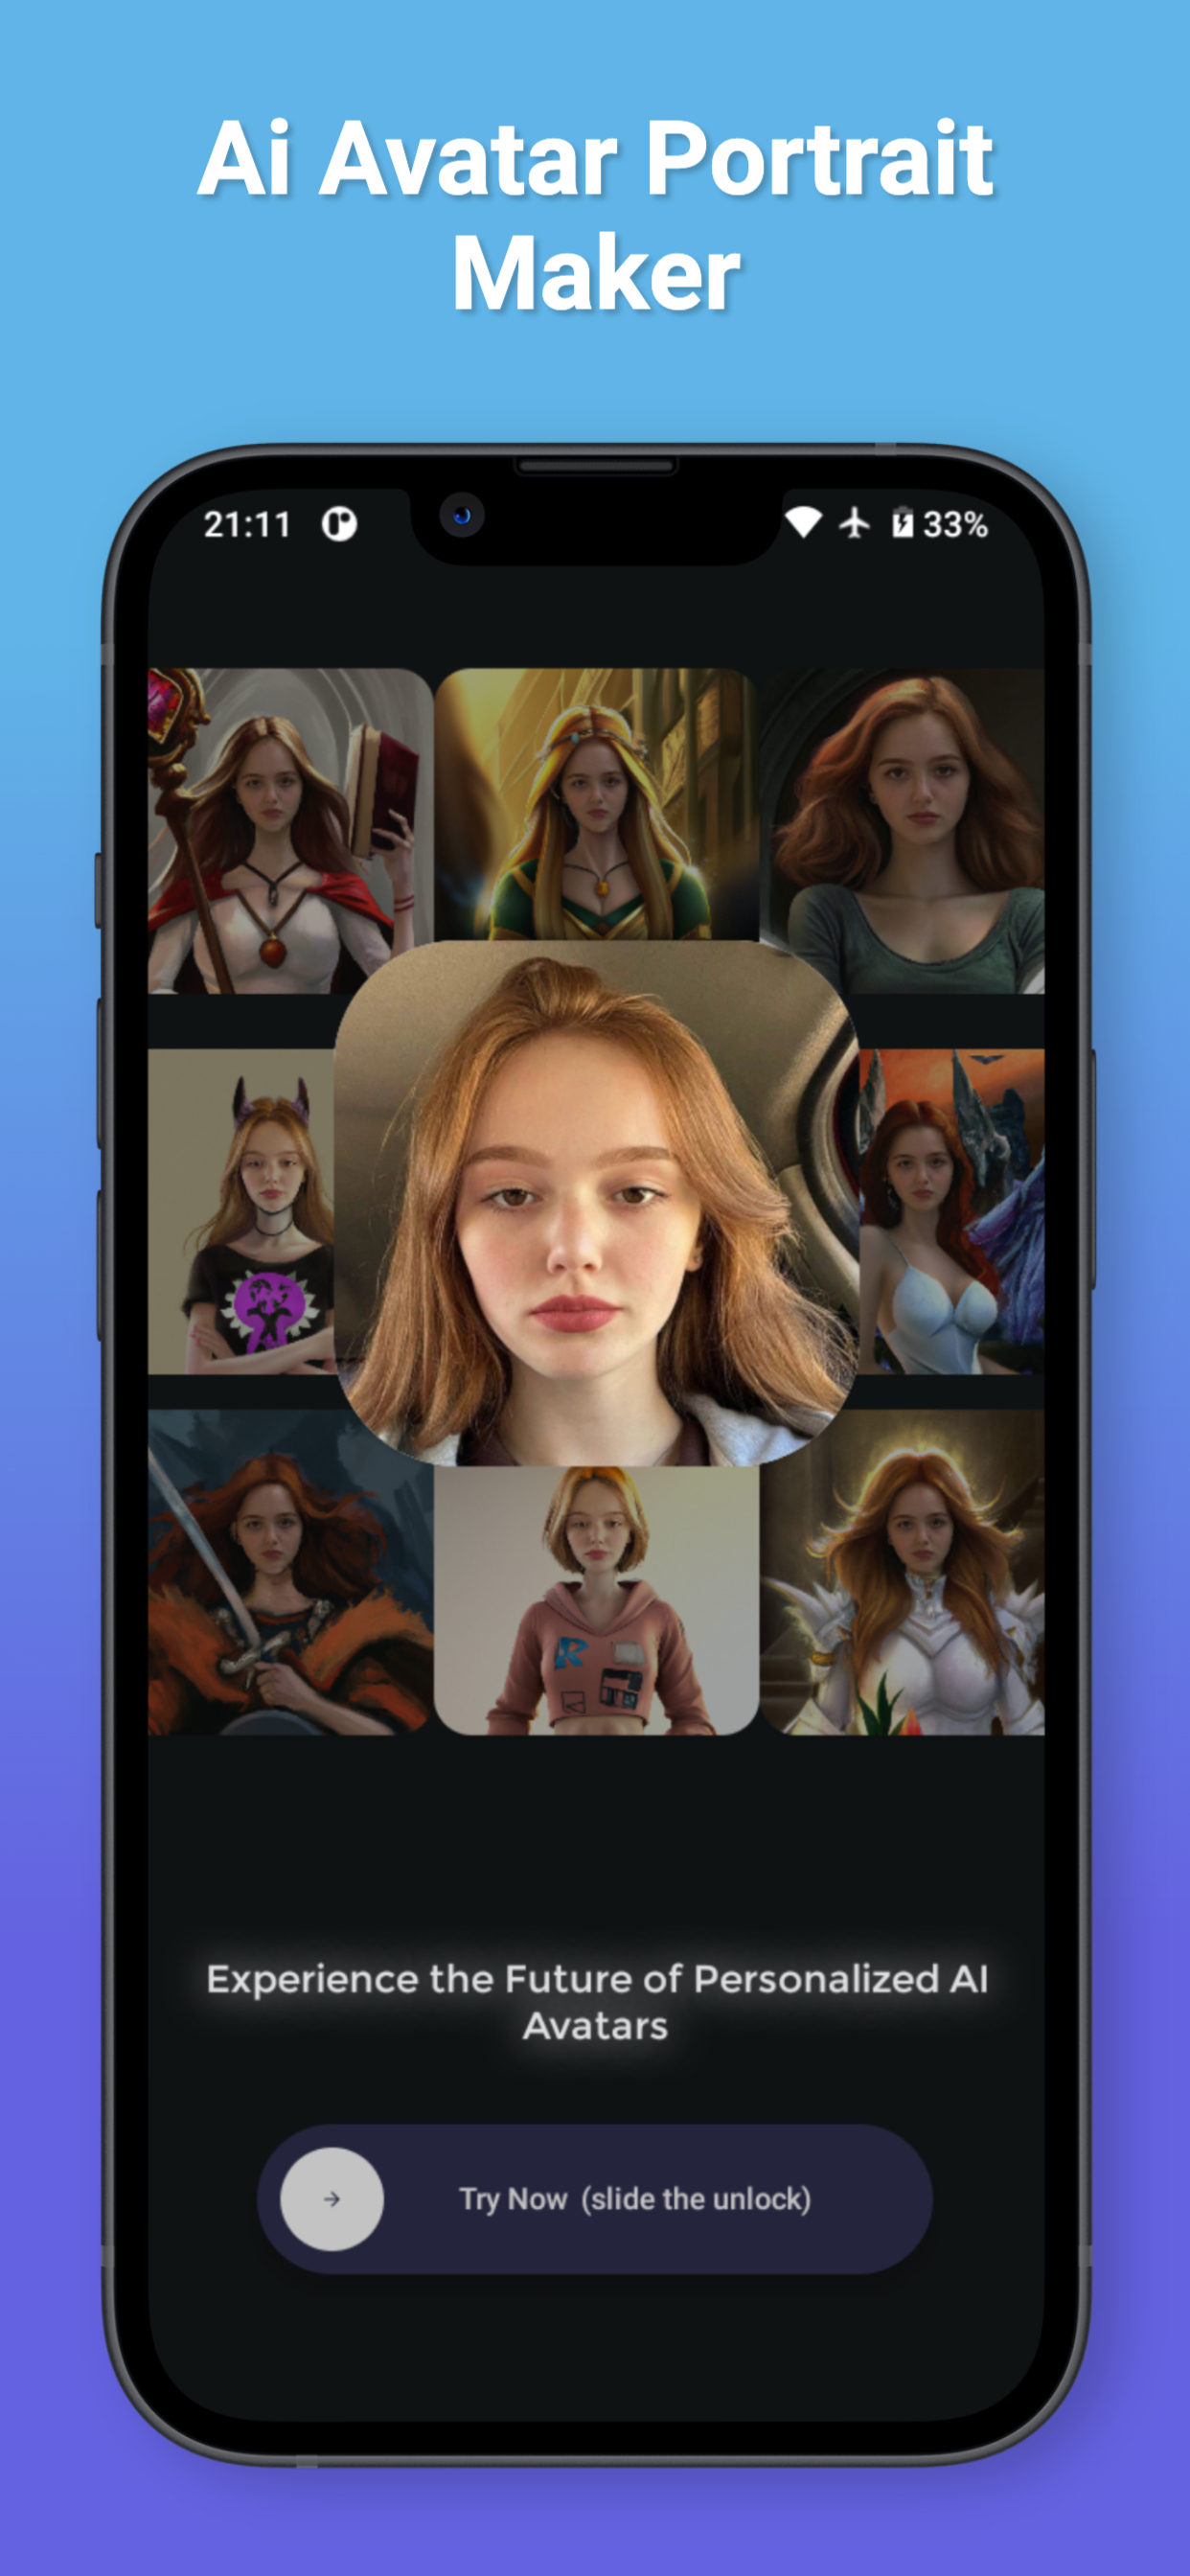 Ai Avatar Portrait
Maker
21:11
33%
R
Experience the Future of Personalized AI
Avatars
Try Now (slide the unlock)